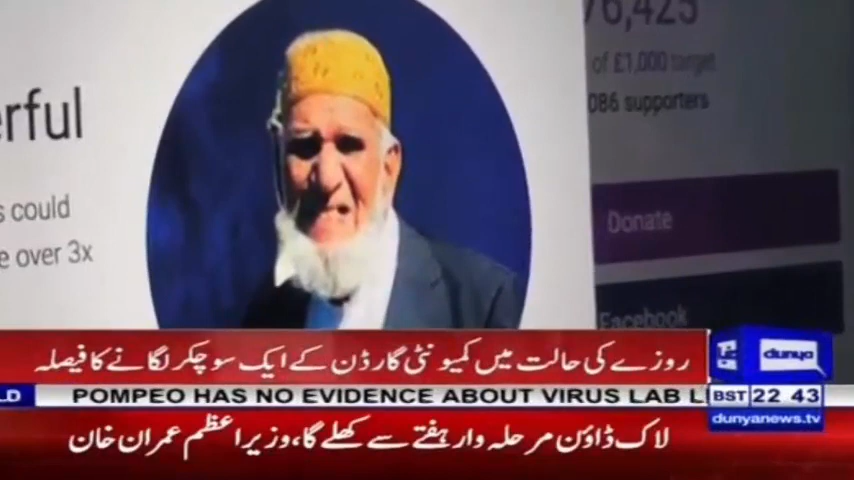 76,425
of £1,000 target
086 supporters
erful
s could
e over 3x
Donate
Facebook
روزے کی حالت میں کمیونٹی گارڈن کے ایک سو چکر لگانے کا فیصلہ
دنیا
dunya
LD
POMPEO HAS NO EVIDENCE ABOUT VIRUS LAB L
BST 22 43
dunyanews.tv
لاک ڈاؤن مرحلہ وار ہفتے سے کھلے گا، وزیراعظم عمران خان